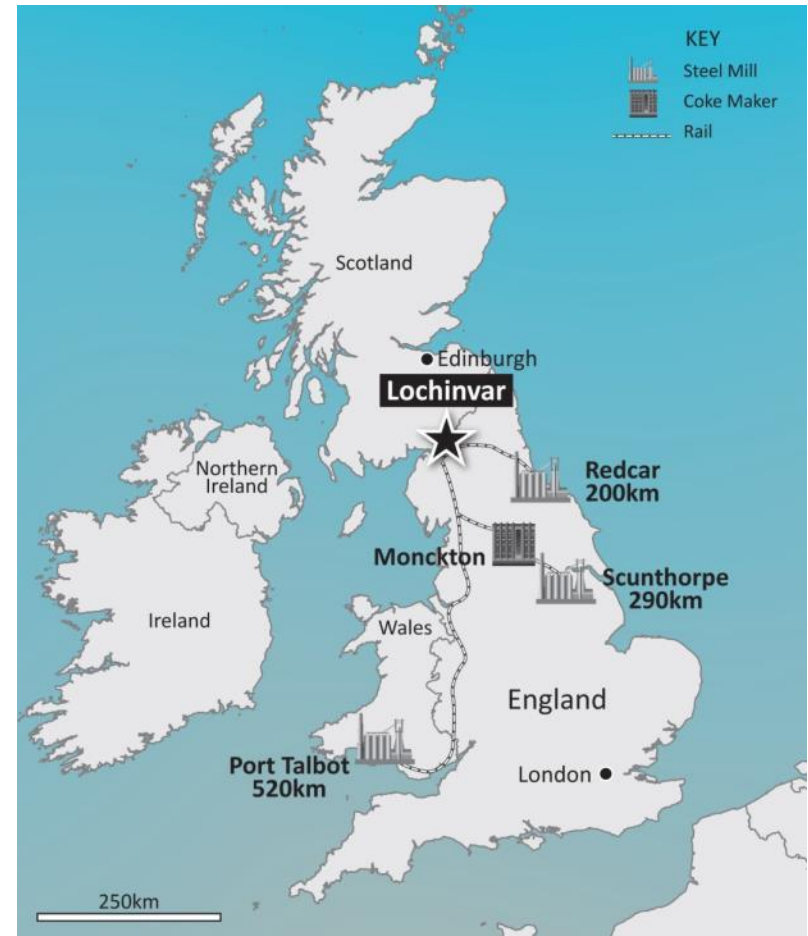 KEY
Steel Mill
Coke Maker
Rail
Scotland
Edinburgh
Lochinvar
Northern
Ireland
Redcar
200km
Monckton
Scunthorpe
290km
Ireland
Wales
England
Port Talbot
520km
London
250km